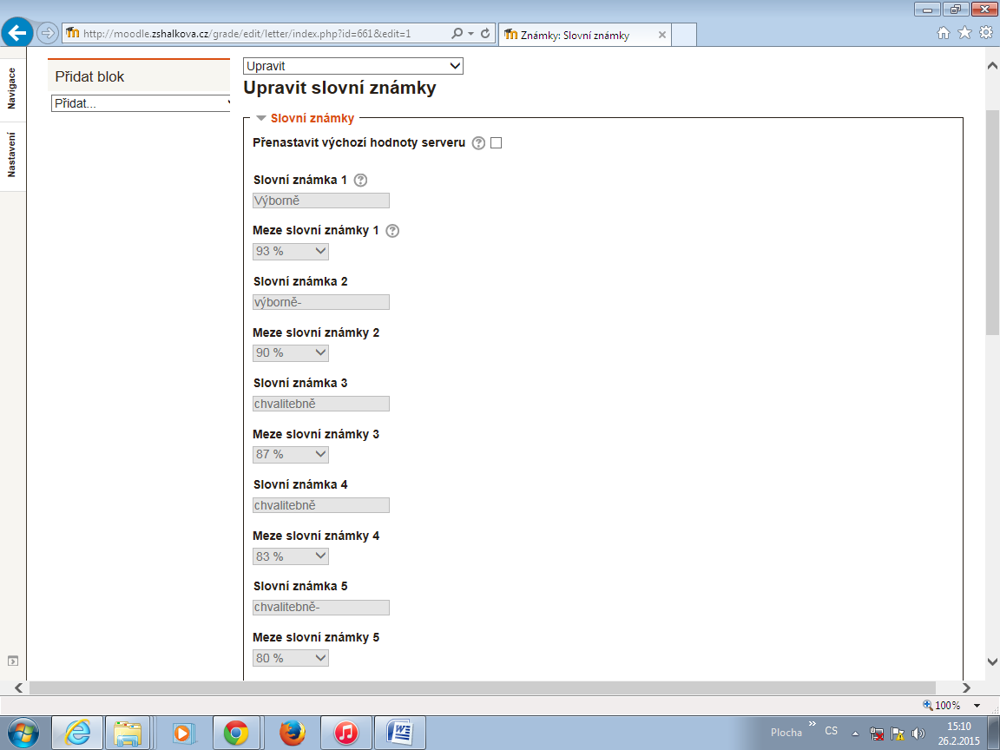 http://moodle.zshalkova.cz/grade/edit/letter/index.php?id=661&edit=1
Známky: Slovní známky
Navigace
Nastavení
Přidat blok
Přidat...
Upravit
Upravit slovní známky
Slovní známky
Přenastavit výchozí hodnoty serveru
Slovní známka 1
Výborně
Meze slovní známky 1
93 %
Slovní známka 2
výborně-
Meze slovní známky 2
90 %
Slovní známka 3
chvalitebně
Meze slovní známky 3
87 %
Slovní známka 4
chvalitebně
Meze slovní známky 4
83 %
Slovní známka 5
chvalitebně-
Meze slovní známky 5
80 %
100%
Plocha
CS
15:10
26.2.2015